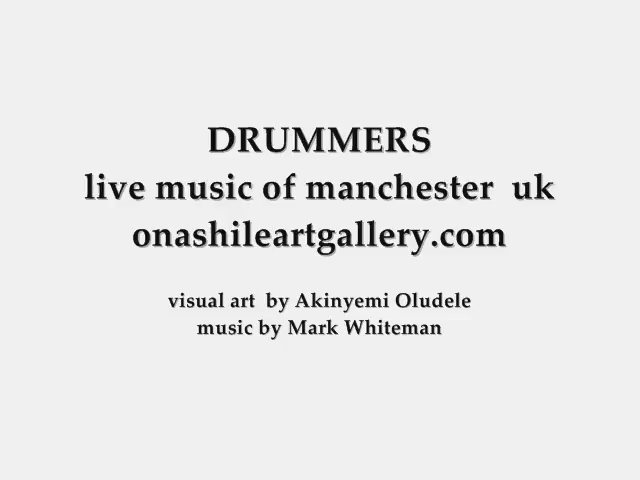 DRUMMERS
live music of manchester uk
onashileartgallery.com
visual art by Akinyemi Oludele
music by Mark Whiteman